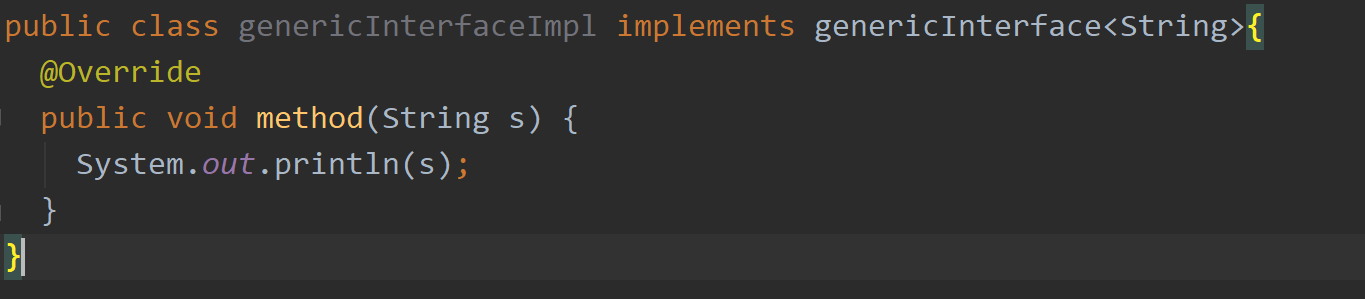 public class genericInterfaceImpl implements genericInterface<String>{
@Override
public void method(String s) {
System.out.println(s);
}
}